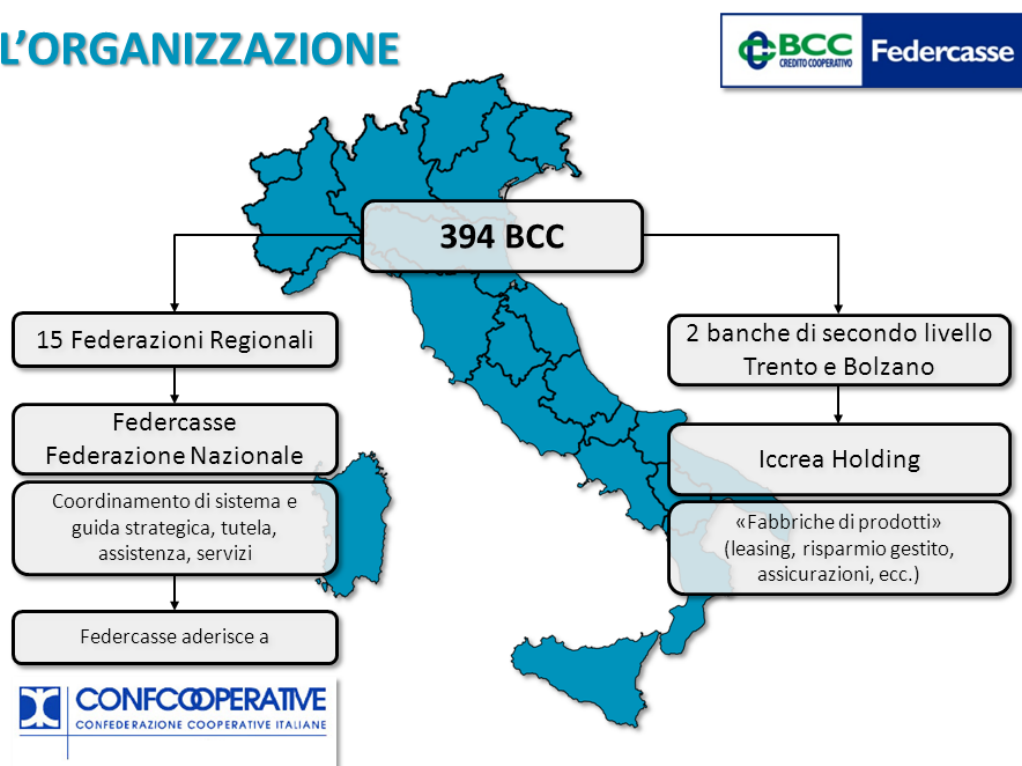 L'ORGANIZZAZIONE
BCC
CREDITO COOPERATIVO
Federcasse
394 BCC
15 Federazioni Regionali
Federcasse
Federazione Nazionale
Coordinamento di sistema e
guida strategica, tutela,
assistenza, servizi
Federcasse aderisce a
CONFCOOPERATIVE
CONFEDERAZIONE COOPERATIVE ITALIANE
2 banche di secondo livello
Trento e Bolzano
Iccrea Holding
«Fabbriche di prodotti»
(leasing, risparmio gestito,
assicurazioni, ecc.)